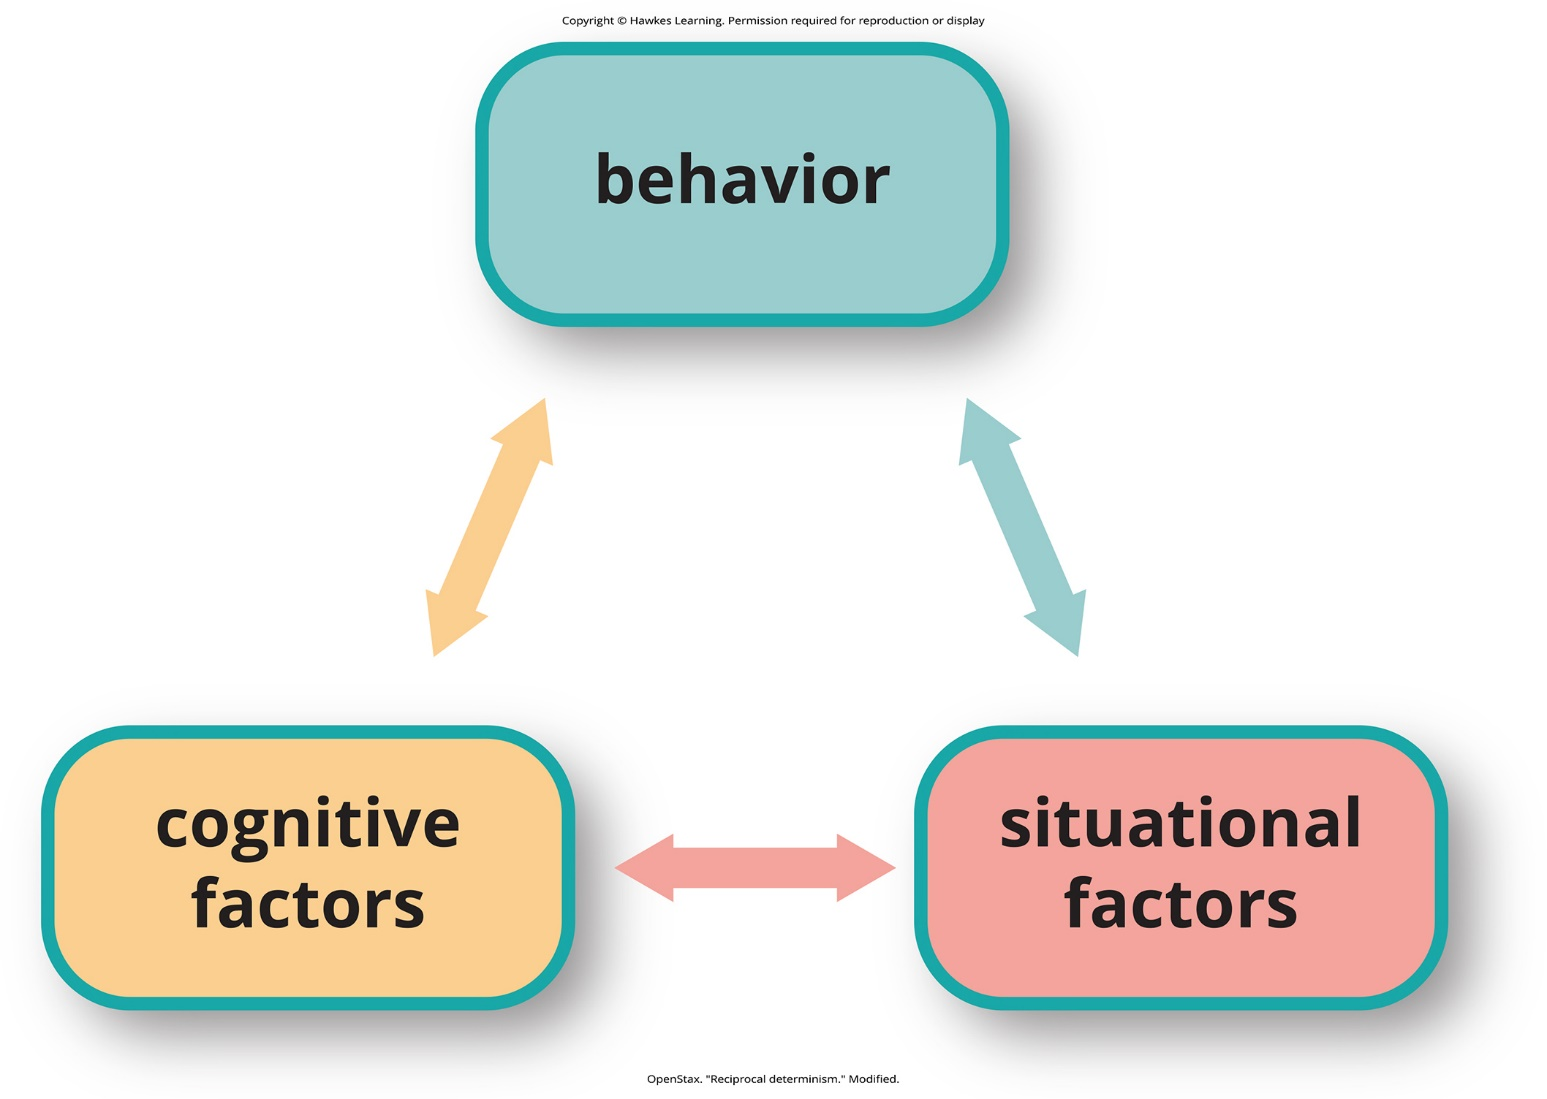 Copyright © Hawkes Learning. Permission required for reproduction or display
behavior
cognitive
factors
situational
factors
OpenStax. "Reciprocal determinism." Modified.